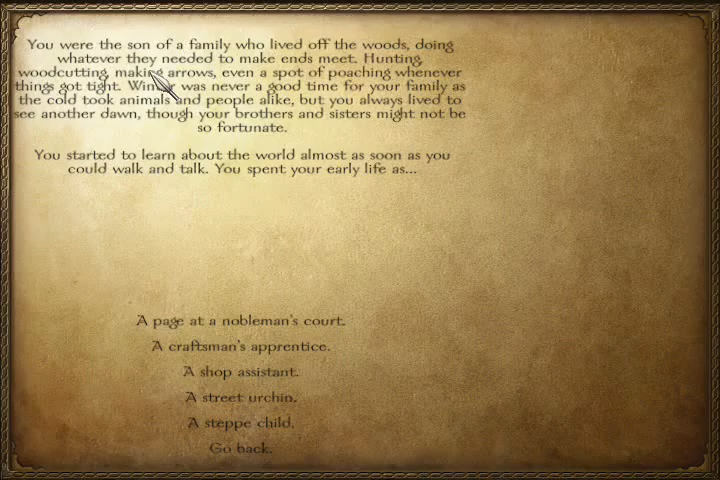 You were the son of a family who lived off the woods, doing
whatever they needed to make ends meet. Hunting,
woodcutting, making arrows, even a spot of poaching whenever
things got tight. Winter was never a good time for your family as
the cold took animals and people alike, but you always lived to
see another dawn, though your brothers and sisters might not be
so fortunate.
You started to learn about the world almost as soon as you
could walk and talk. You spent your early life as...
A page at a nobleman's court.
A craftsman's apprentice.
A shop assistant.
A street urchin.
A steppe child.
Go back.